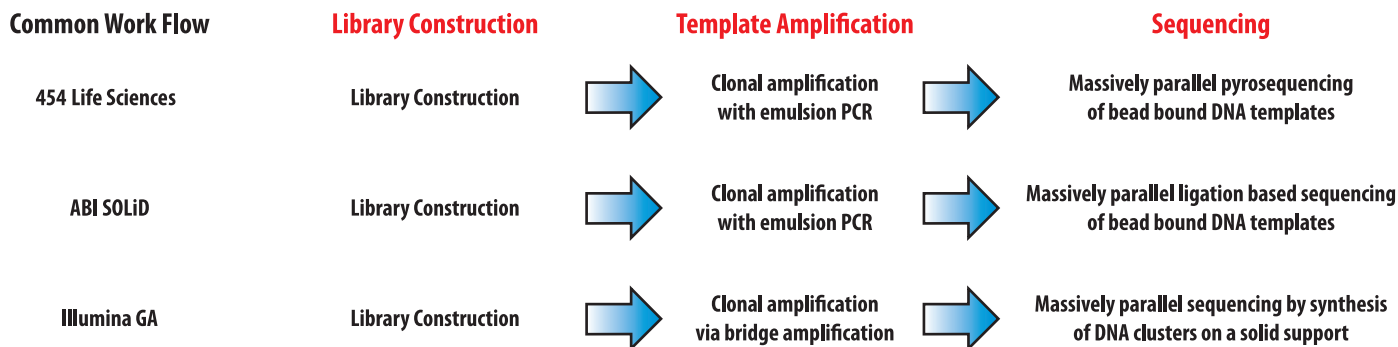 Common Work Flow
Library Construction
Template Amplification
Sequencing
454 Life Sciences
Library Construction
Clonal amplification
with emulsion PCR
Massively parallel pyrosequencing
of bead bound DNA templates
ABI SOLiD
Library Construction
Clonal amplification
with emulsion PCR
Massively parallel ligation based sequencing
of bead bound DNA templates
Illumina GA
Library Construction
Clonal amplification
via bridge amplification
Massively parallel sequencing by synthesis
of DNA clusters on a solid support